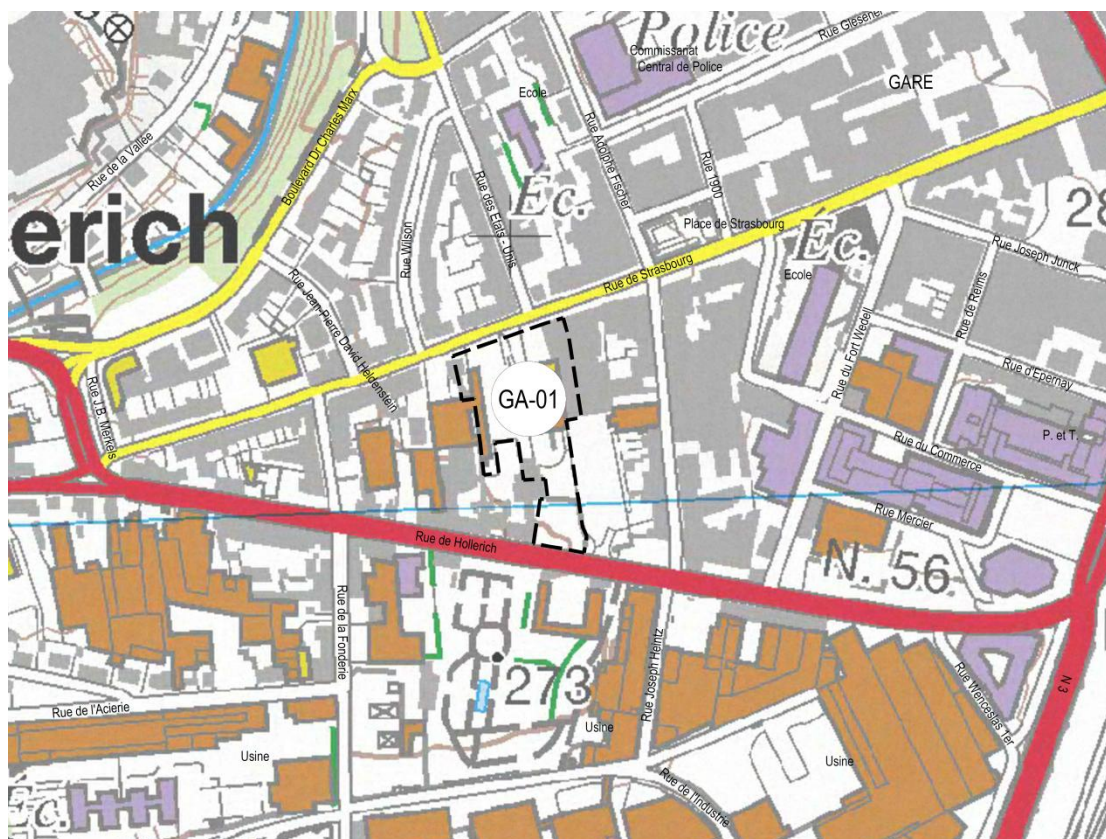 Police
Rue Glesener
Commissariat
Central de Police
GARE
Ecole
Rue de la Vallée
Boulevard Dr Charles Marx
Rue Adolphe Fischer
Rue 1900
Ec.
Rue des Etats - Unis
Place de Strasbourg
Ec.
28
erich
Rue Wilson
Rue de Strasbourg
Ecole
Rue Joseph Junck
Rue de Reims
Rue Jean-Pierre David Heldenstein
Rue du Fort Wedell
Rue d'Epernay
GA-01
Rue J.B. Merkels
P. et T.
Rue du Commerce
Rue Mercier
Rue de Hollerich
N. 56
Rue de la Fonderie
273
Rue Joseph Heintz
Rue Wenceslas 1er
N 3
Rue de l'Acierie
Usine
Usine
Usine
Rue de l'Industrie
Ec.